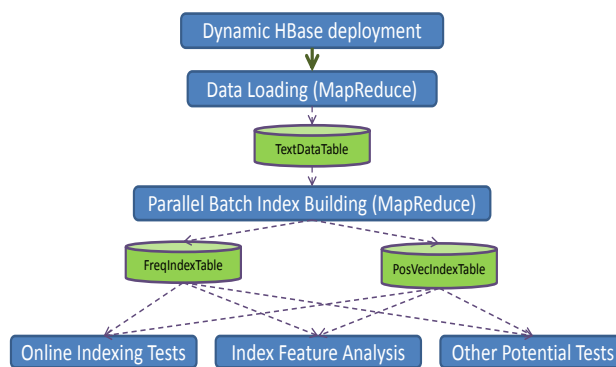 Dynamic HBase deployment
Data Loading (MapReduce)
TextDataTable
Parallel Batch Index Building (MapReduce)
FreqIndexTable
PosVecIndexTable
Online Indexing Tests
Index Feature Analysis
Other Potential Tests